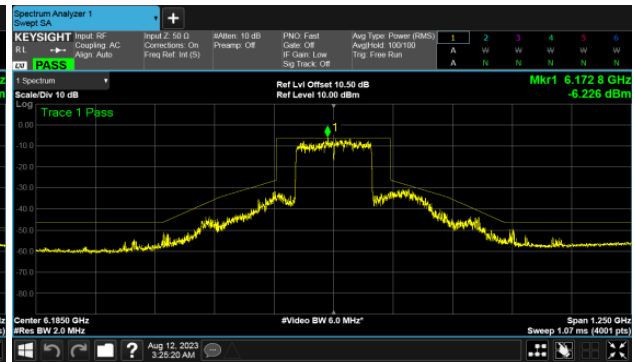 Spectrum Analyzer 1
Swept SA
+
KEYSIGHT Input: RF Input Z: 50 Ω #Atten: 10 dB PNO: Fast Avg Type: Power (RMS) 1 2 3 4 5 6
RL Coupling: AC Corrections: On Preamp: Off Gate: Off Avg|Hold: 100/100 A W W W W W
Align: Auto Freq Ref: Int (S) IF Gain: Low Trig: Free Run
LXI PASS Sig Track: Off A N N N N N
1 Spectrum Ref Lvl Offset 10.50 dB Mkr1 6.172 8 GHz
Scale/Div 10 dB Ref Level 10.00 dBm -6.226 dBm
Log
Trace 1 Pass
0.00
1
-10.0
-20.0
-30.0
-40.0
-50.0
-60.0
-70.0
-80.0
Center 6.1850 GHz #Video BW 6.0 MHz* Span 1.250 GHz
#Res BW 2.0 MHz Sweep 1.07 ms (4001 pts)
? Aug 12, 2023
3:25:20 AM